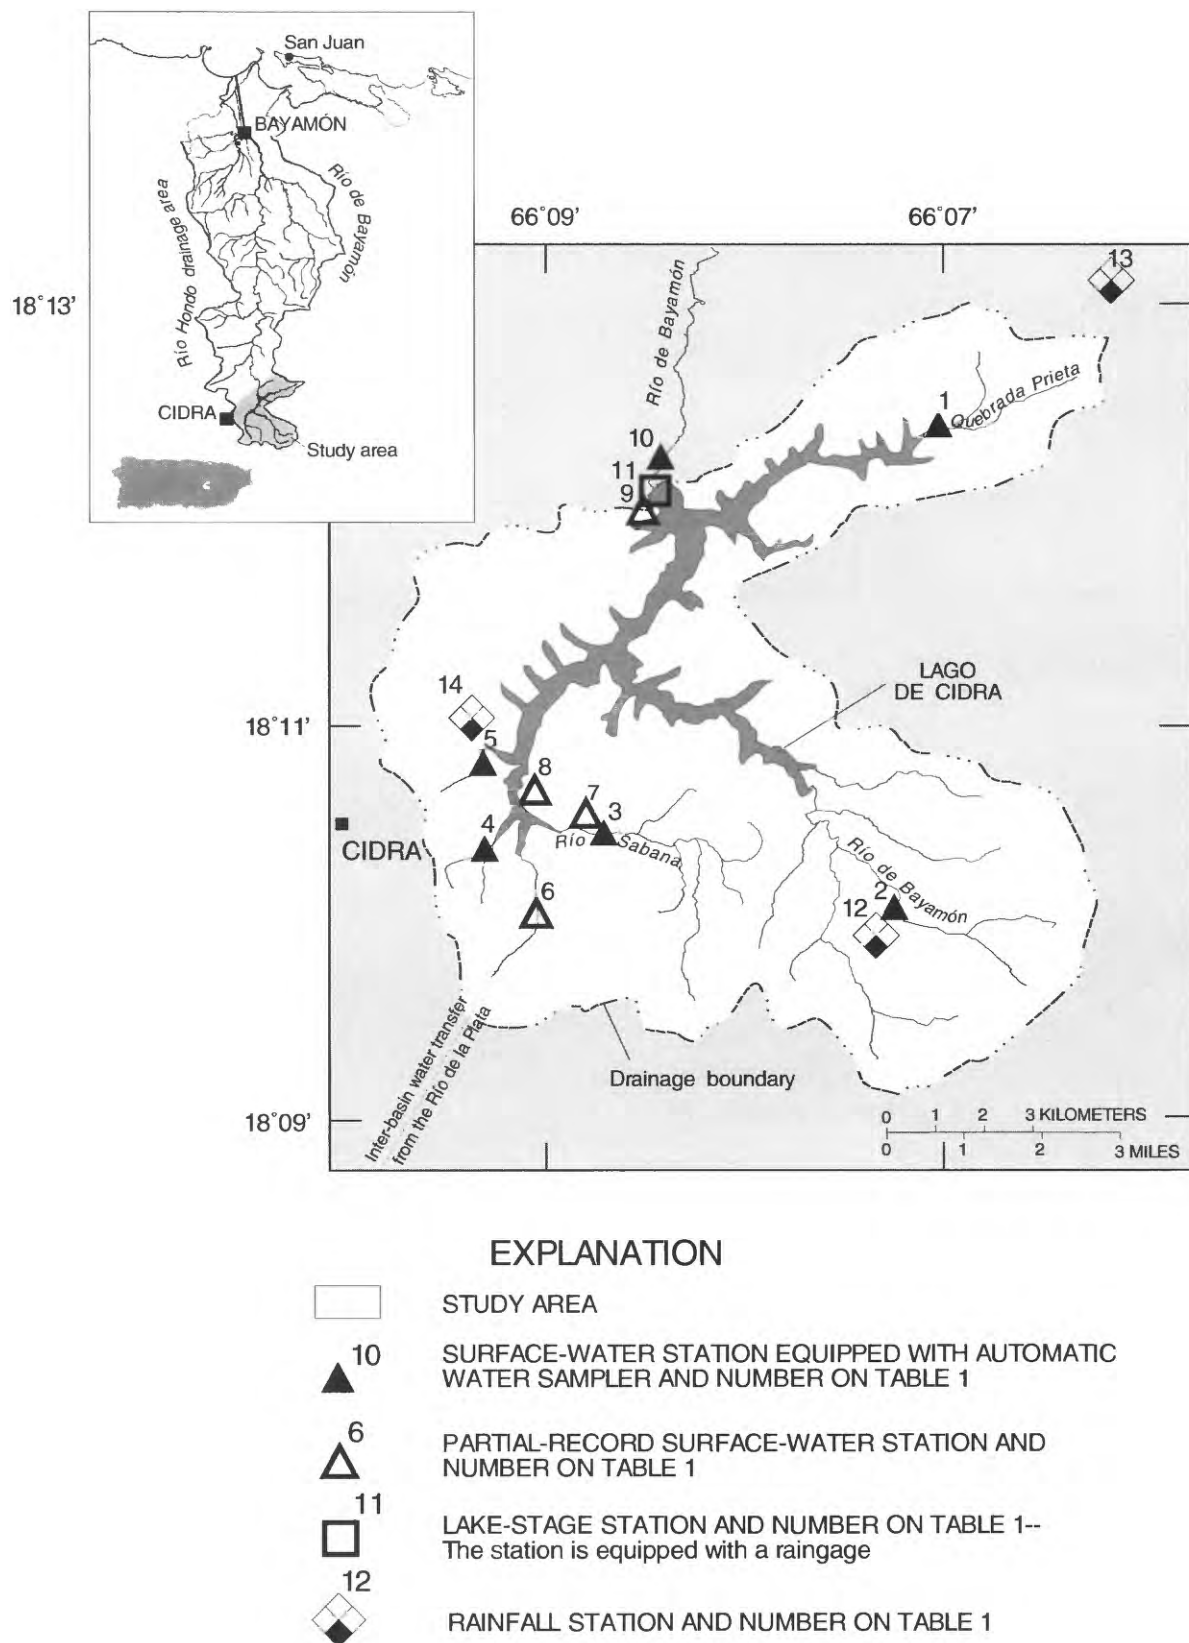 San Juan
BAYAMÓN
Río Hondo drainage area
Río de Bayamón
CIDRA
Study area
66°09'
66°07'
18°13'
13
Río de Bayamón
1
Quebrada Prieta
10
11
9
LAGO
DE CIDRA
14
18°11'
5
8
7
3
4
CIDRA
Río Sabana
Río de Bayamón
2
12
6
Inter-basin water transfer
from the Río de la Plata
Drainage boundary
18°09'
0 1 2 3 KILOMETERS
0 1 2 3 MILES
EXPLANATION
STUDY AREA
10
SURFACE-WATER STATION EQUIPPED WITH AUTOMATIC
WATER SAMPLER AND NUMBER ON TABLE 1
6
PARTIAL-RECORD SURFACE-WATER STATION AND
NUMBER ON TABLE 1
11
LAKE-STAGE STATION AND NUMBER ON TABLE 1--
The station is equipped with a raingage
12
RAINFALL STATION AND NUMBER ON TABLE 1